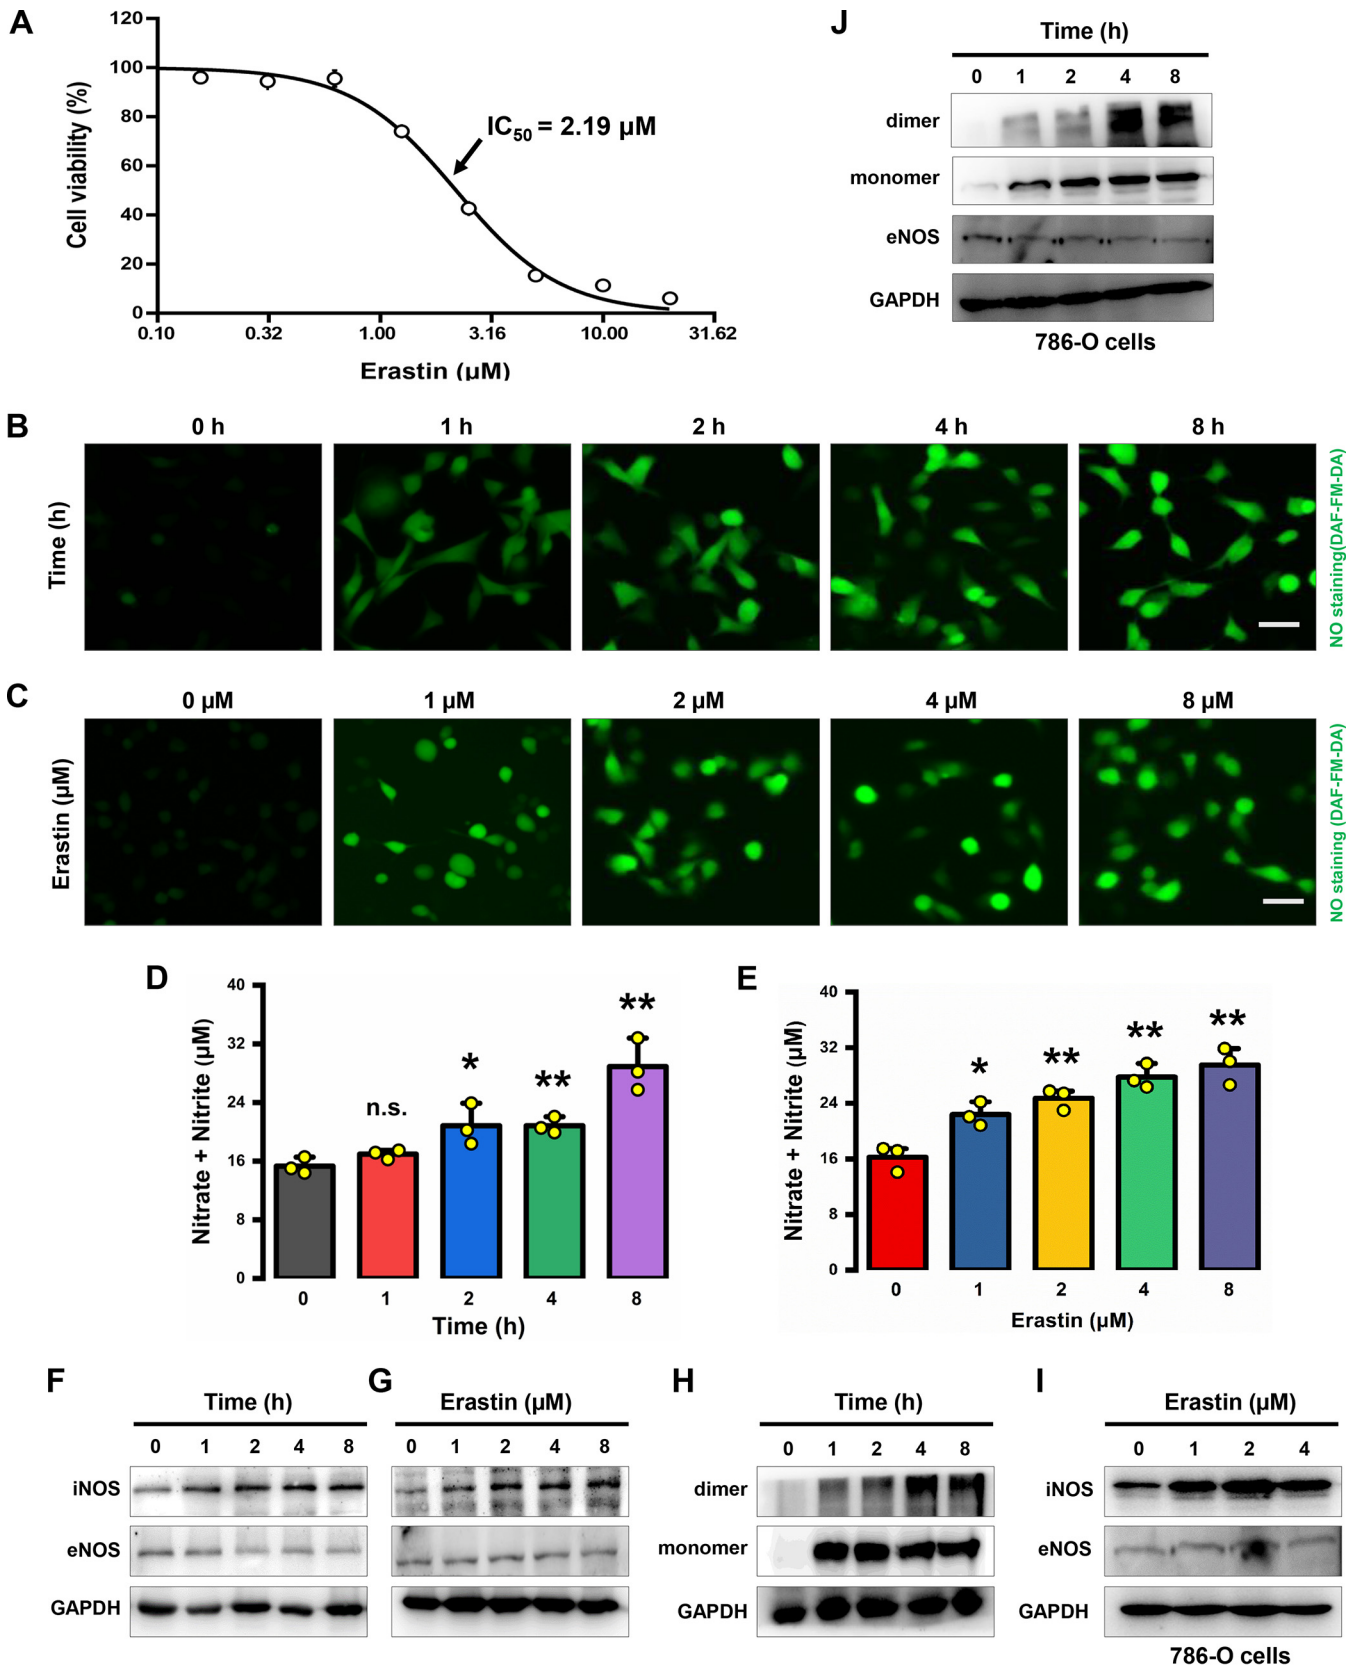 A
120
100
80
60
40
20
0
Cell viability (%)
IC50 = 2.19 µM
0.10 0.32 1.00 3.16 10.00 31.62
Erastin (µM)
J
Time (h)
0 1 2 4 8
dimer
monomer
eNOS
GAPDH
786-O cells
B
0 h 1 h 2 h 4 h 8 h
Time (h)
NO staining(DAF-FM-DA)
C
0 µM 1 µM 2 µM 4 µM 8 µM
Erastin (µM)
NO staining (DAF-FM-DA)
D
40
32
24
16
8
0
Nitrate + Nitrite (µM)
n.s. * ** **
0 1 2 4 8
Time (h)
E
40
32
24
16
8
0
Nitrate + Nitrite (µM)
* ** ** **
0 1 2 4 8
Erastin (µM)
F
Time (h)
0 1 2 4 8
iNOS
eNOS
GAPDH
G
Erastin (µM)
0 1 2 4 8
H
Time (h)
0 1 2 4 8
dimer
monomer
GAPDH
I
Erastin (µM)
0 1 2 4
iNOS
eNOS
GAPDH
786-O cells